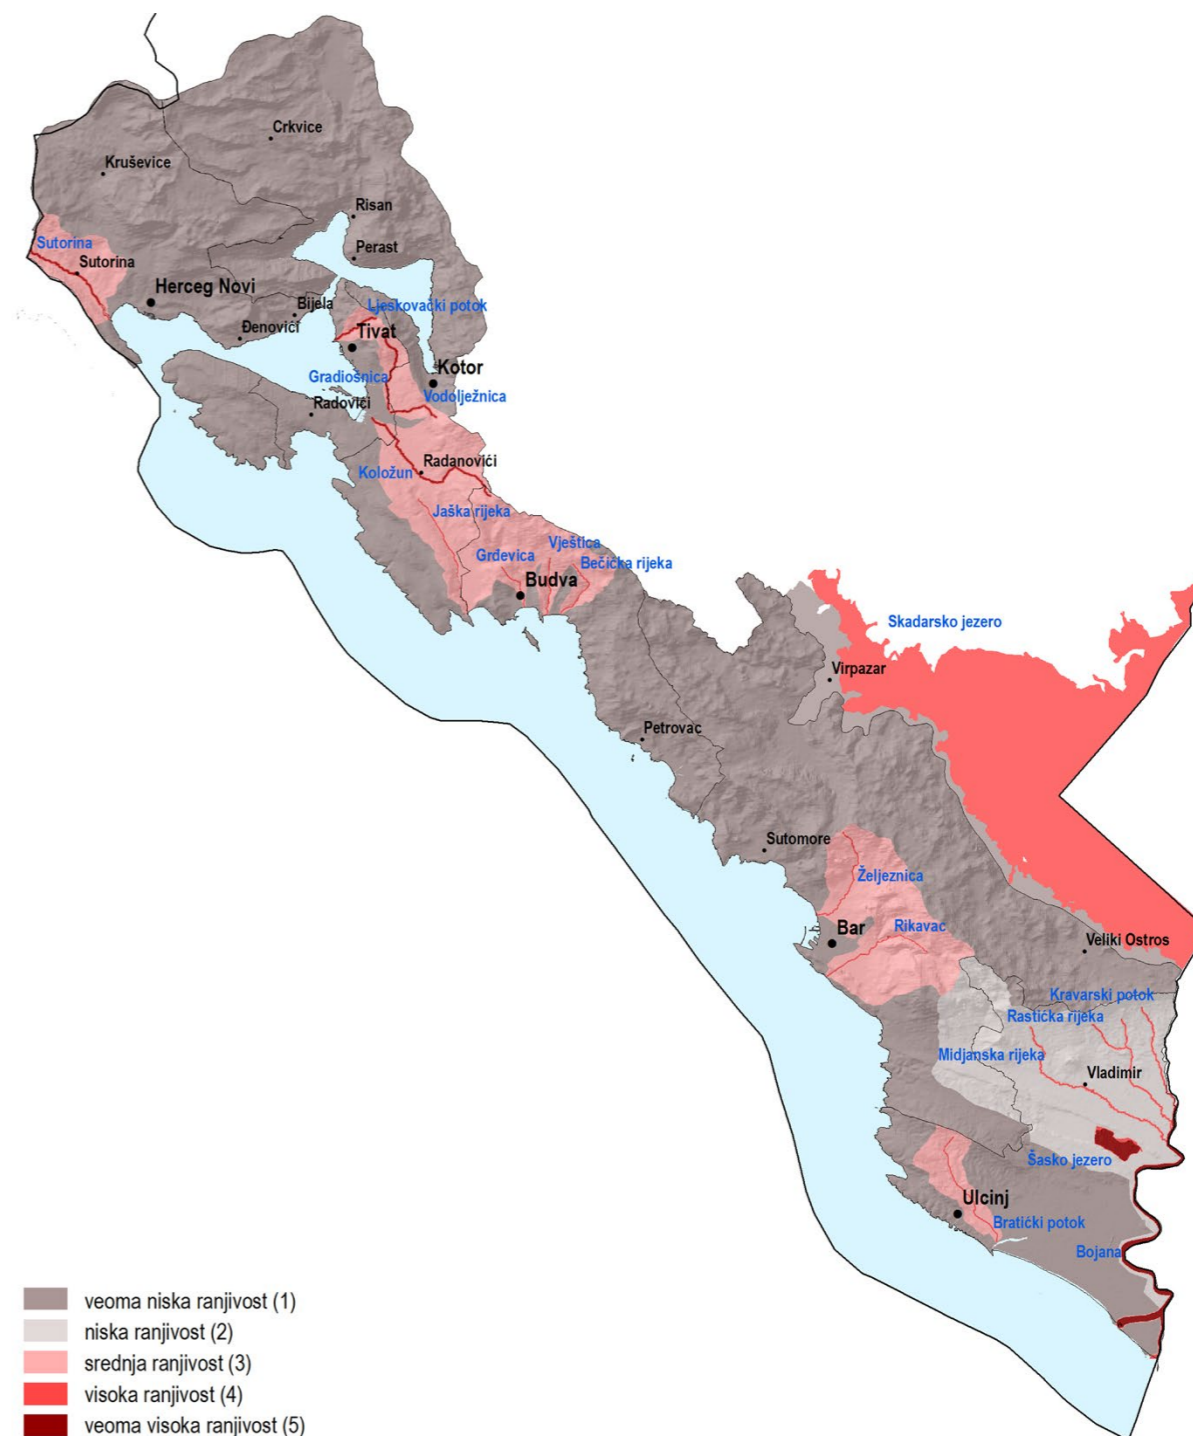 Crkvice
Kruševice
Risan
Sutorina
Perast
Sutorina
Herceg Novi
Bijela
Ljeskovački potok
Đenovići
Tivat
Kotor
Gradiošnica
Vodolježnica
Radovići
Radanovići
Koložun
Jaška rijeka
Vještica
Grđevica
Bečićka rijeka
Budva
Skadarsko jezero
Virpazar
Petrovac
Sutomore
Željeznica
Bar
Rikavac
Veliki Ostros
Kravarski potok
Rastička rijeka
Midjanska rijeka
Vladimir
Šasko jezero
Ulcinj
Bratićki potok
Bojana
veoma niska ranjivost (1)
niska ranjivost (2)
srednja ranjivost (3)
visoka ranjivost (4)
veoma visoka ranjivost (5)